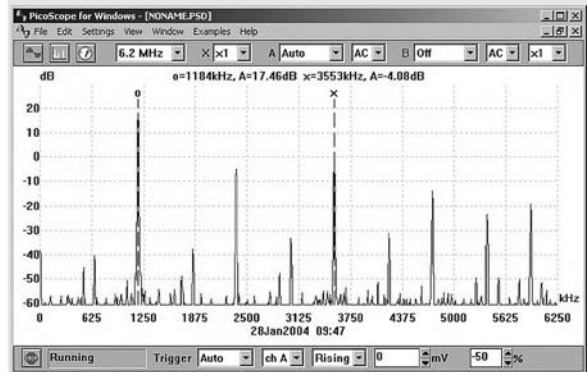 PicoScope for Windows - [NONAME.PSD]
File Edit Settings View Window Examples Help
6.2 MHz X x1 A Auto AC B Off AC x1
dB o=1184kHz, A=17.46dB x=3553kHz, A=-4.08dB
o x
20
10
0
-10
-20
-30
-40
-50
-60 kHz
0 625 1250 1875 2500 3125 3750 4375 5000 5625 6250
28Jan2004 09:47
Running Trigger Auto ch A Rising 0 mV -50 %